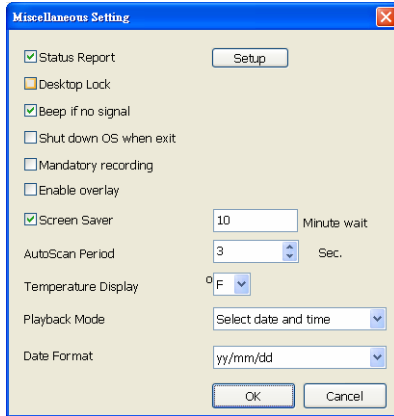 Miscellaneous Setting
Status Report Setup
Desktop Lock
Beep if no signal
Shut down OS when exit
Mandatory recording
Enable overlay
Screen Saver 10 Minute wait
AutoScan Period 3 Sec.
Temperature Display °F
Playback Mode Select date and time
Date Format yy/mm/dd
OK Cancel